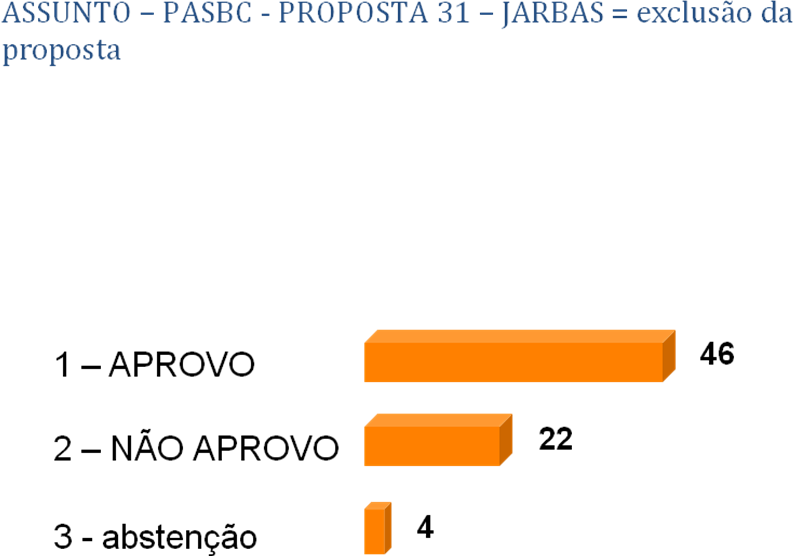 ASSUNTO – PASBC - PROPOSTA 31 – JARBAS = exclusão da
proposta
1 – APROVO 46
2 – NÃO APROVO 22
3 - abstenção 4